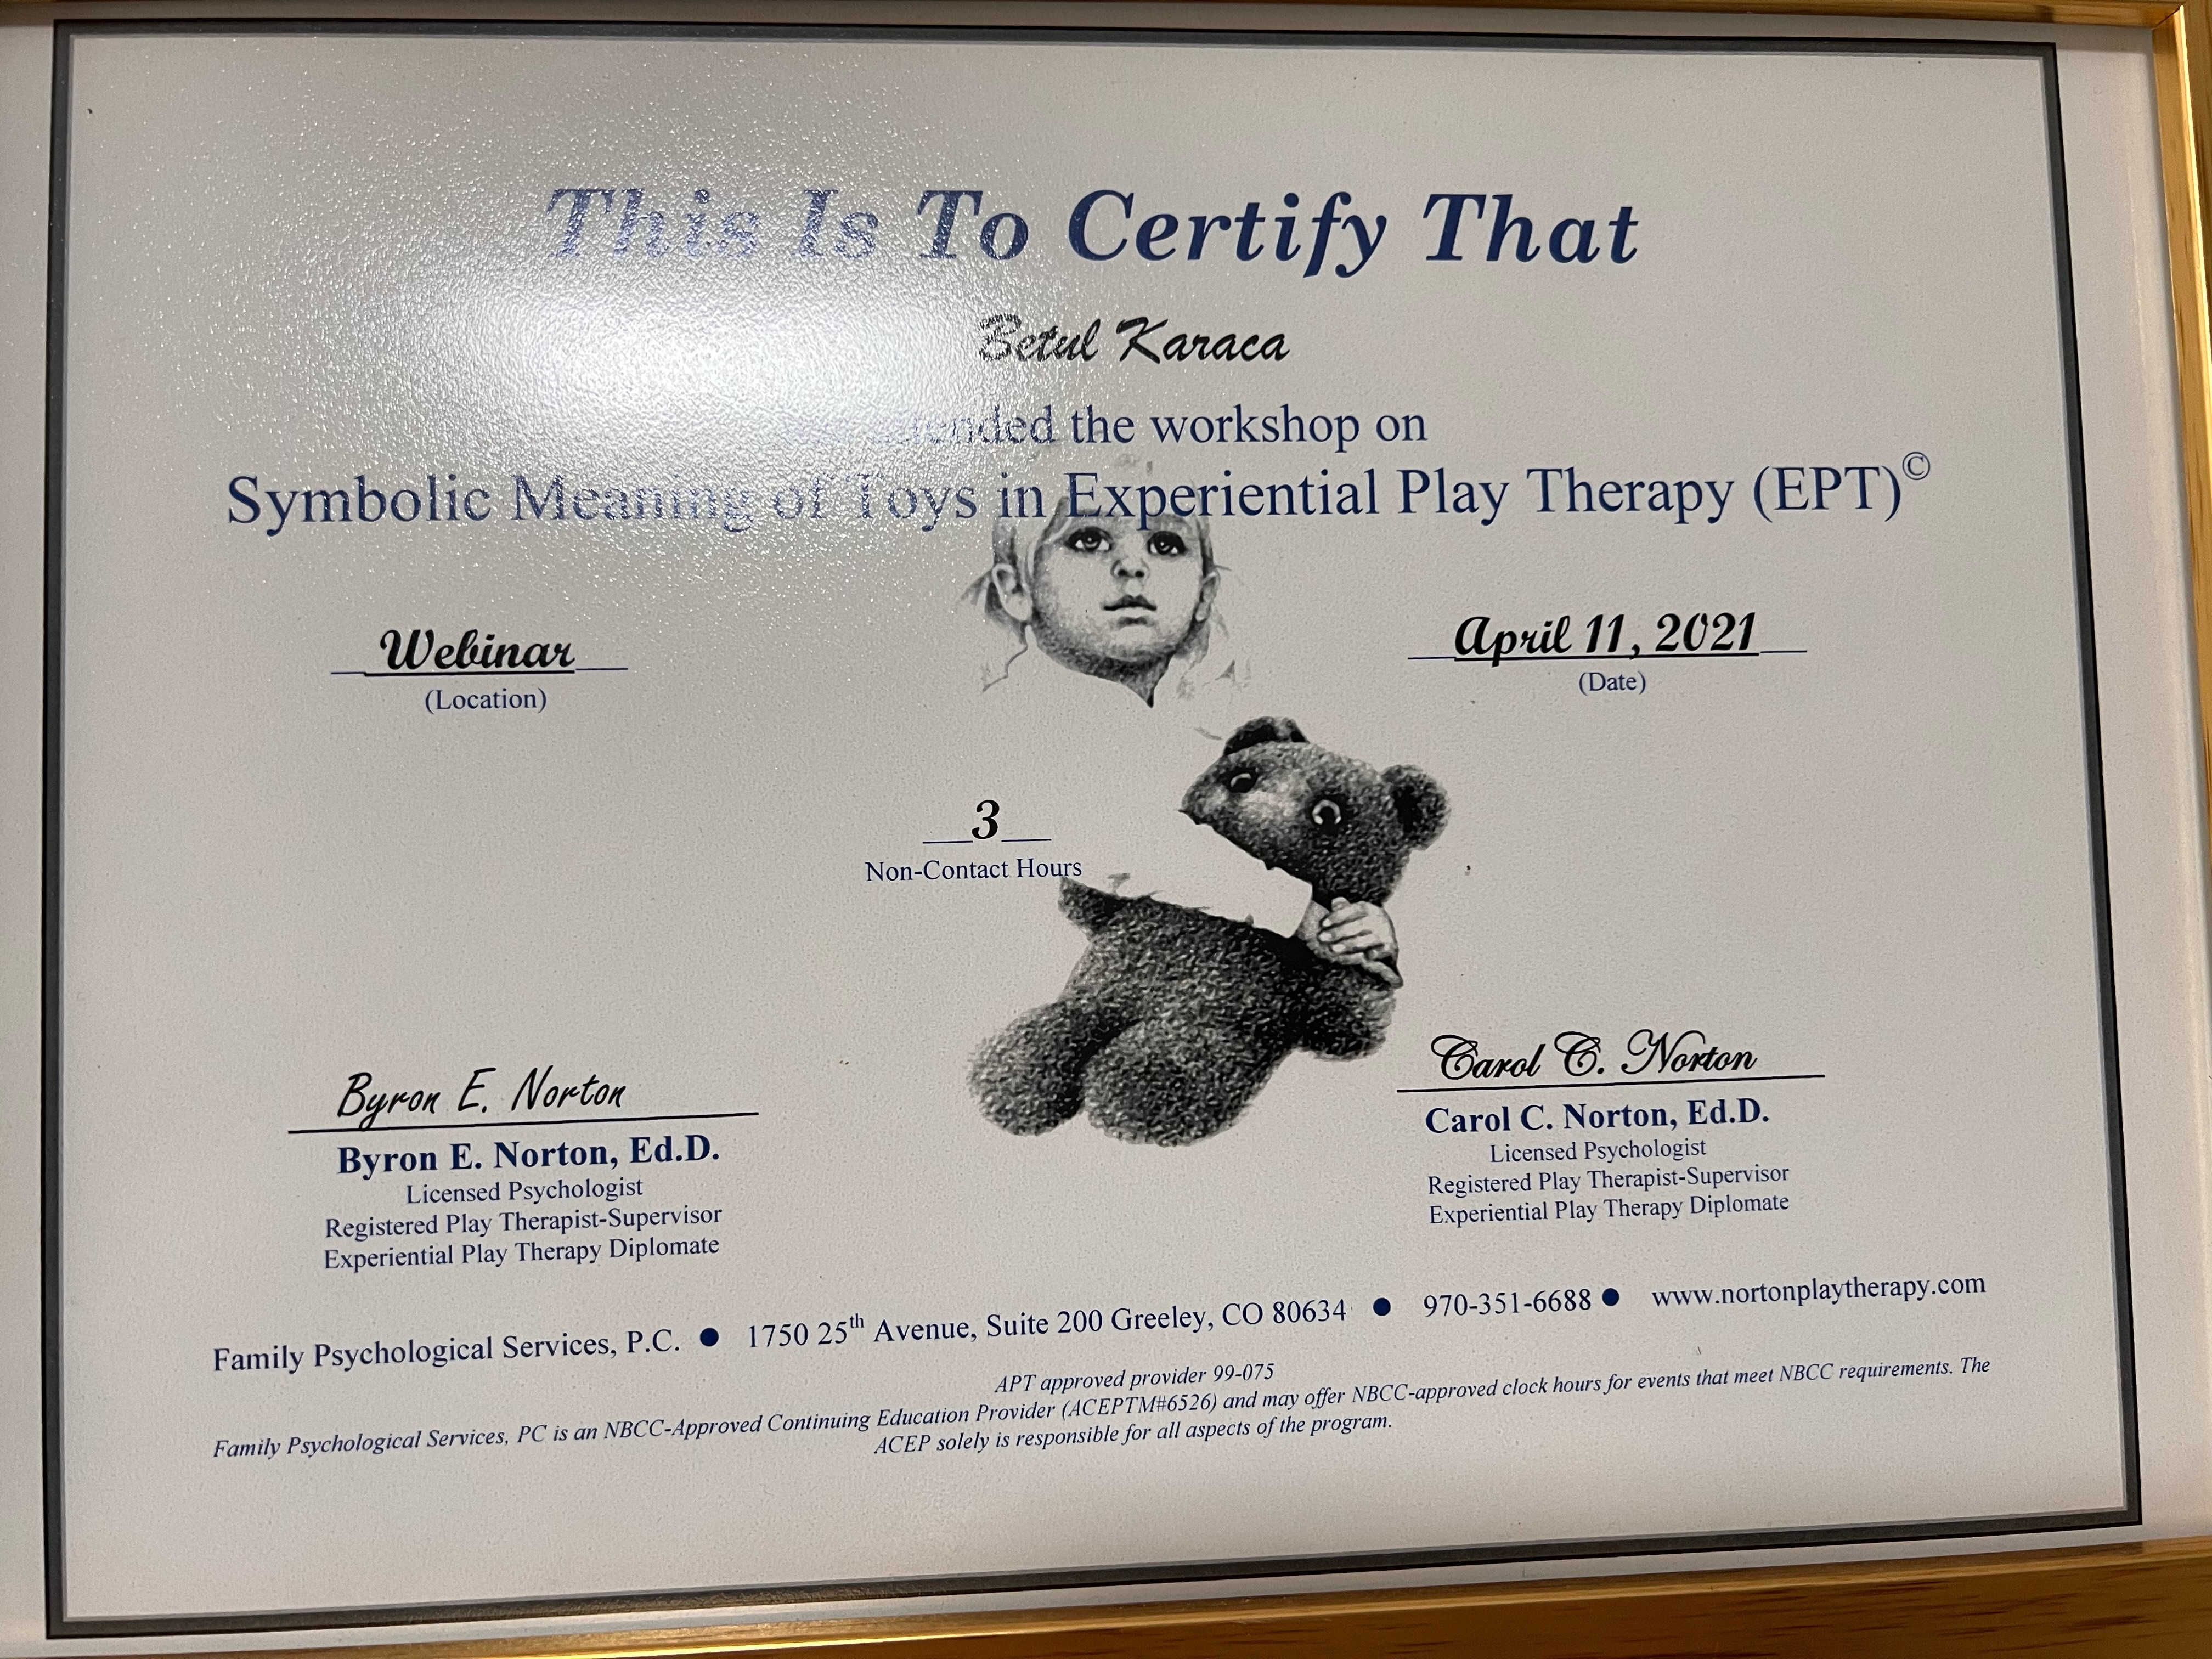 This Is To Certify That
Betul Karaca
the workshop on
Symbolic Meaning of Toys in Experiential Play Therapy (EPT)©
Webinar
(Location)
April 11, 2021
(Date)
3
Non-Contact Hours
Byron E. Norton
Byron E. Norton, Ed.D.
Licensed Psychologist
Registered Play Therapist-Supervisor
Experiential Play Therapy Diplomate
Carol C. Norton
Carol C. Norton, Ed.D.
Licensed Psychologist
Registered Play Therapist-Supervisor
Experiential Play Therapy Diplomate
Family Psychological Services, P.C. ● 1750 25th Avenue, Suite 200 Greeley, CO 80634 ● 970-351-6688 ● www.nortonplaytherapy.com
APT approved provider 99-075
Family Psychological Services, PC is an NBCC-Approved Continuing Education Provider (ACEPTM#6526) and may offer NBCC-approved clock hours for events that meet NBCC requirements. The
ACEP solely is responsible for all aspects of the program.